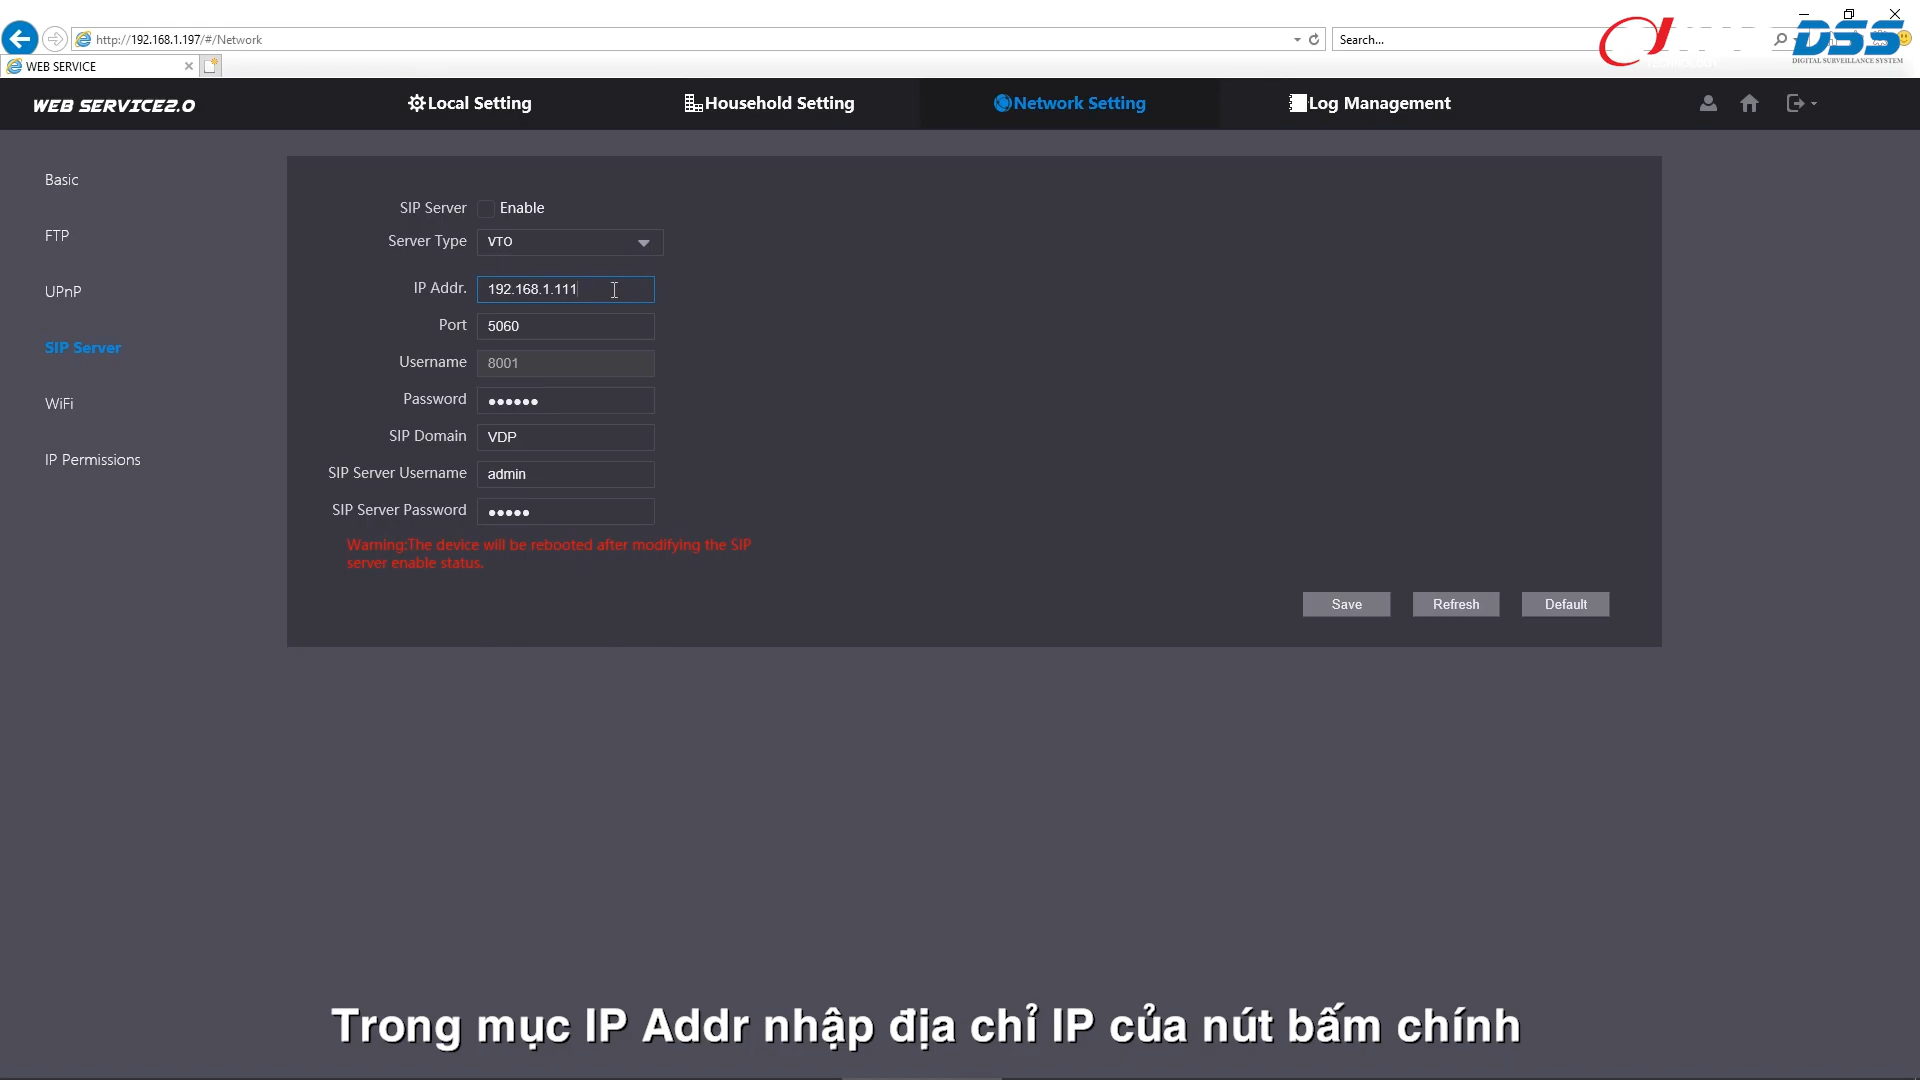 http://192.168.1.197/#/Network
Search...
DSS
DIGITAL SURVEILLANCE SYSTEM
WEB SERVICE
WEB SERVICE2.0
Local Setting
Household Setting
Network Setting
Log Management
Basic
FTP
UPnP
SIP Server
WiFi
IP Permissions
SIP Server Enable
Server Type VTO
IP Addr. 192.168.1.111
Port 5060
Username 8001
Password ●●●●●●
SIP Domain VDP
SIP Server Username admin
SIP Server Password ●●●●●
Warning:The device will be rebooted after modifying the SIP
server enable status.
Save Refresh Default
Trong mục IP Addr nhập địa chỉ IP của nút bấm chính